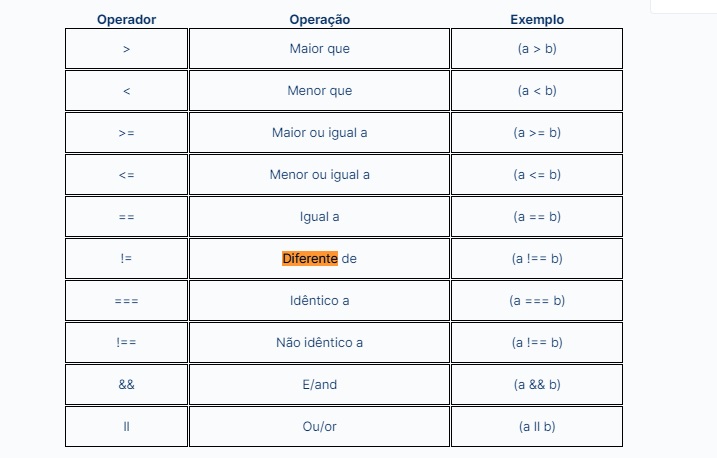 Operador Operação Exemplo
> Maior que (a > b)
< Menor que (a < b)
>= Maior ou igual a (a >= b)
<= Menor ou igual a (a <= b)
== Igual a (a == b)
!= Diferente de (a !== b)
=== Idêntico a (a === b)
!== Não idêntico a (a !== b)
&& E/and (a && b)
ll Ou/or (a ll b)